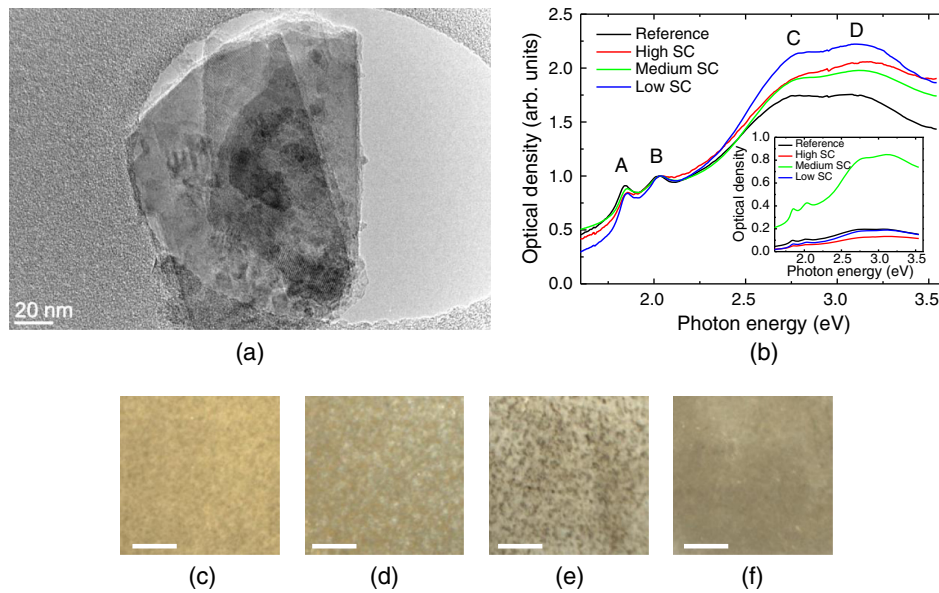 20 nm
(a)
Optical density (arb. units)
3.0
2.5
2.0
1.5
1.0
0.5
0.0
Reference
High SC
Medium SC
Low SC
A
B
C
D
2.0
2.5
3.0
3.5
Photon energy (eV)
Optical density
1.0
0.8
0.6
0.4
0.2
0.0
Reference
High SC
Medium SC
Low SC
2.0
2.5
3.0
3.5
Photon energy (eV)
(b)
(c)
(d)
(e)
(f)